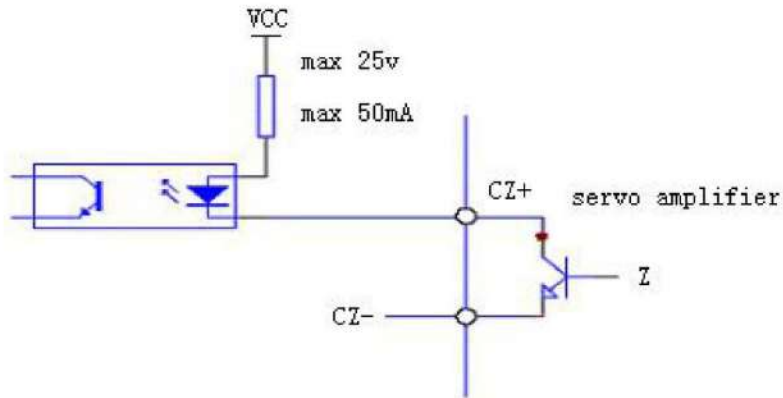 VCC
max 25v
max 50mA
CZ+
servo amplifier
Z
CZ-